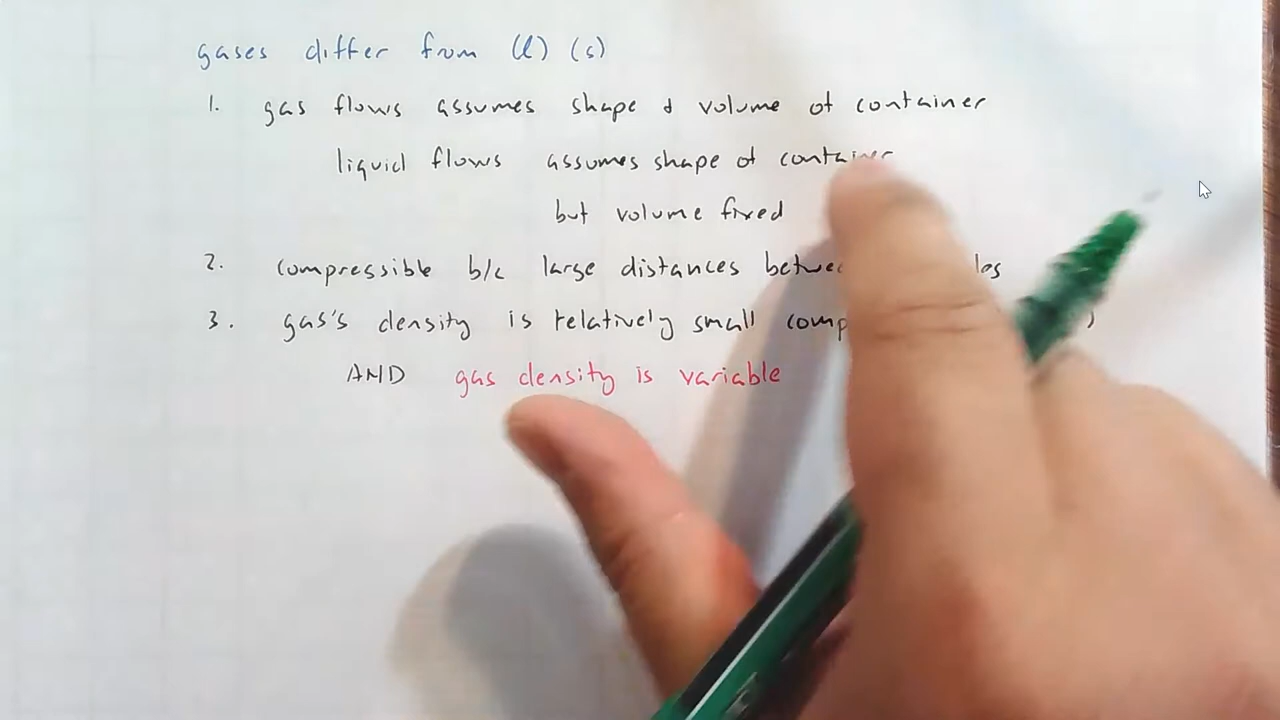 gases differ from (l) (s)
1. gas flows assumes shape & volume of container
liquid flows assumes shape of container
but volume fixed
2. compressible b/c large distances
3. gas's density is relatively small
AND gas density is variable